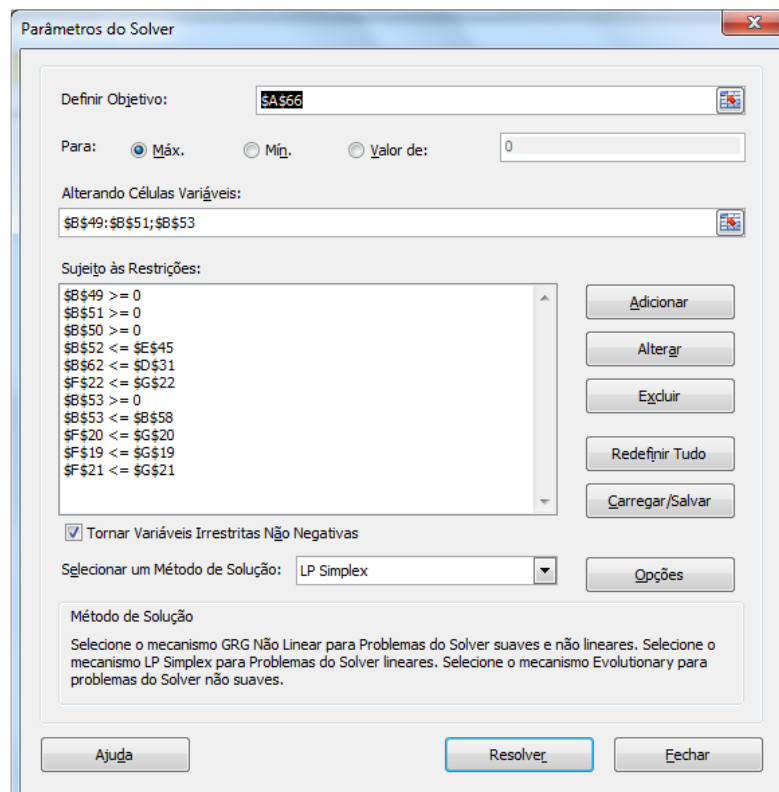 Parâmetros do Solver
X
Definir Objetivo: $A$66
Para: Máx. Mín. Valor de: 0
Alterando Células Variáveis:
$B$49:$B$51;$B$53
Sujeito às Restrições:
$B$49 >= 0
$B$51 >= 0
$B$50 >= 0
$B$52 <= $E$45
$B$62 <= $D$31
$F$22 <= $G$22
$B$53 >= 0
$B$53 <= $B$58
$F$20 <= $G$20
$F$19 <= $G$19
$F$21 <= $G$21
Adicionar
Alterar
Excluir
Redefinir Tudo
Carregar/Salvar
Tornar Variáveis Irrestritas Não Negativas
Selecionar um Método de Solução: LP Simplex
Opções
Método de Solução
Selecione o mecanismo GRG Não Linear para Problemas do Solver suaves e não lineares. Selecione o
mecanismo LP Simplex para Problemas do Solver lineares. Selecione o mecanismo Evolutionary para
problemas do Solver não suaves.
Ajuda Resolver Fechar